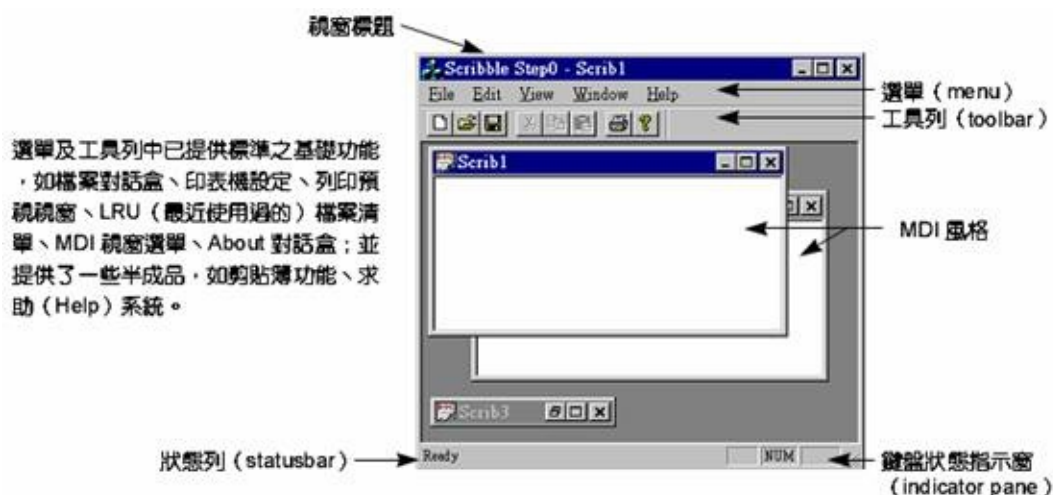 視窗標題
Scribble Step0 - Scrib1
File Edit View Window Help
選單（menu）
工具列（toolbar）
選單及工具列中已提供標準之基礎功能
，如檔案對話盒、印表機設定、列印預
視視窗、LRU（最近使用過的）檔案清
單、MDI 視窗選單、About 對話盒；並
提供了一些半成品，如剪貼簿功能、求
助（Help）系統。
Scrib1
MDI 風格
Scrib3
狀態列（statusbar）
Ready
NUM
鍵盤狀態指示窗
（indicator pane）